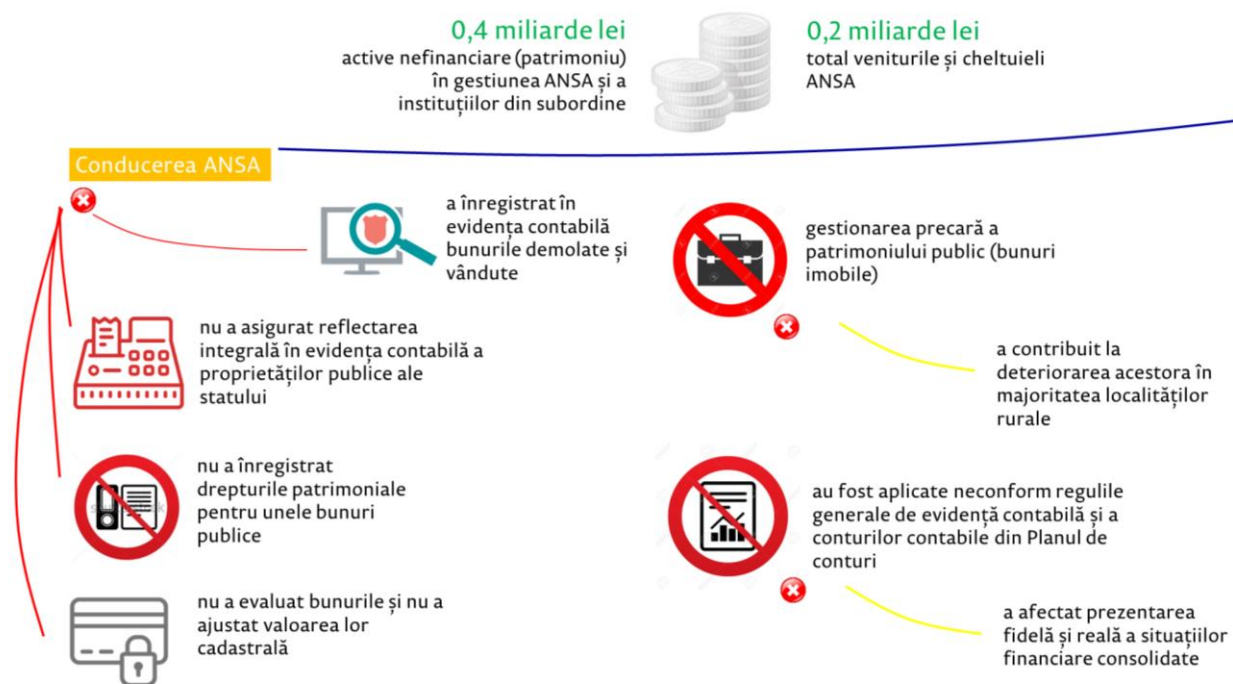 0,4 miliarde lei
active nefinanciare (patrimoniu)
în gestiunea ANSA și a
instituțiilor din subordine
0,2 miliarde lei
total veniturile și cheltuieli
ANSA
Conducerea ANSA
a înregistrat în
evidența contabilă
bunurile demolate și
vândute
gestionarea precară a
patrimoniului public (bunuri
imobile)
nu a asigurat reflectarea
integrală în evidența contabilă a
proprietăților publice ale
statului
a contribuit la
deteriorarea acestora în
majoritatea localităților
rurale
nu a înregistrat
drepturile patrimoniale
pentru unele bunuri
publice
au fost aplicate neconform regulile
generale de evidență contabilă și a
conturilor contabile din Planul de
conturi
nu a evaluat bunurile și nu a
ajustat valoarea lor
cadastrală
a afectat prezentarea
fidelă și reală a situațiilor
financiare consolidate